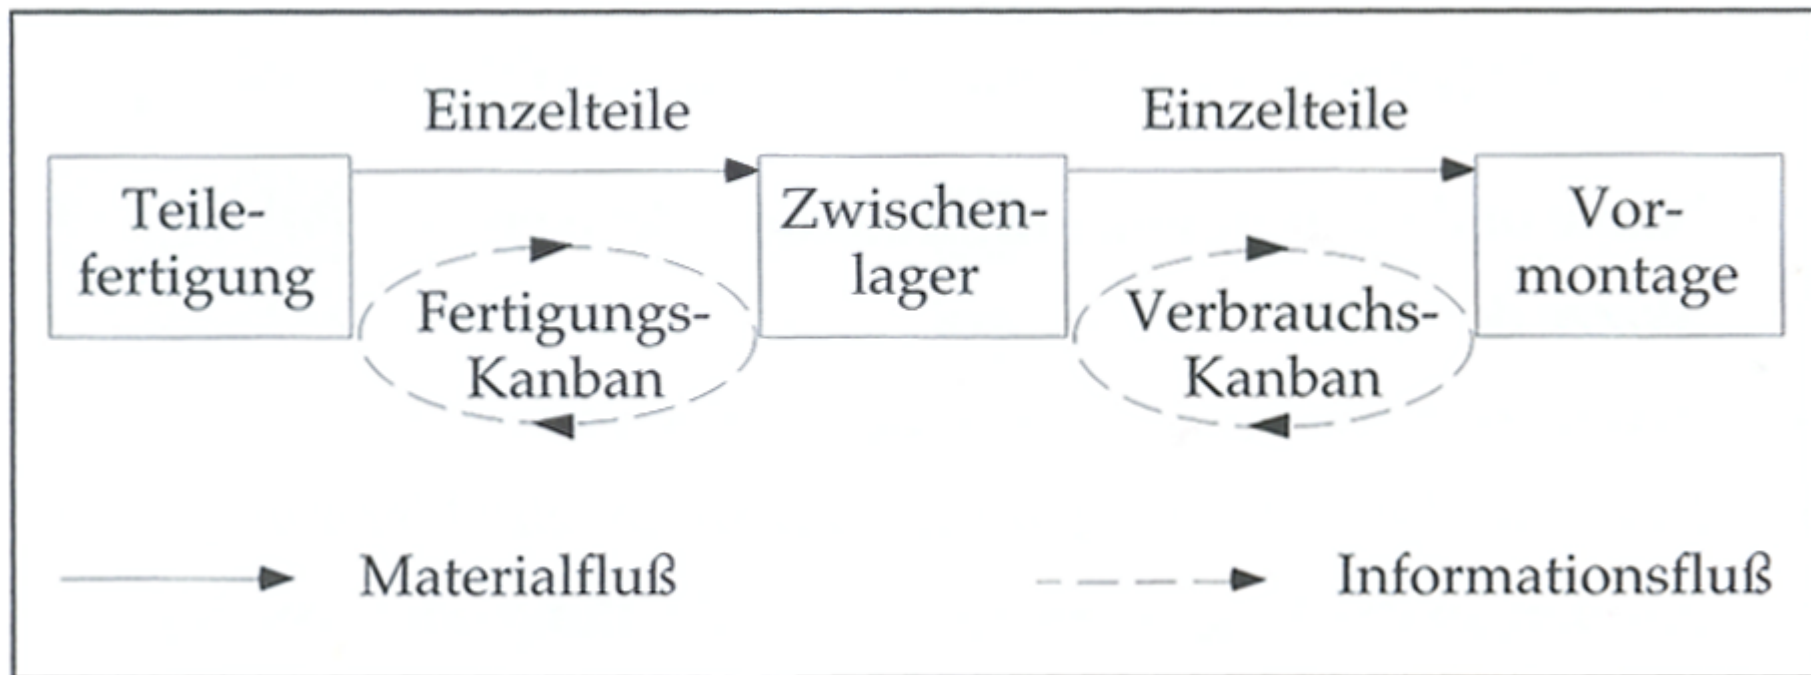 Einzelteile
Einzelteile
Teile-
fertigung
Zwischen-
lager
Vor-
montage
Fertigungs-
Kanban
Verbrauchs-
Kanban
Materialfluß
Informationsfluß